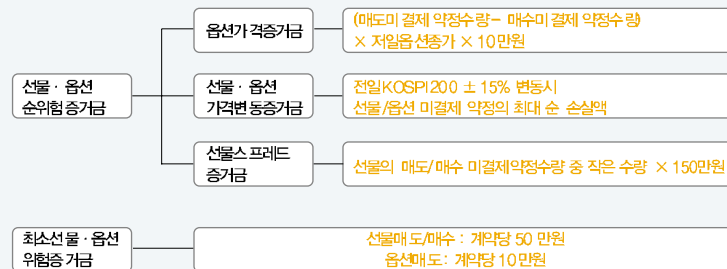 옵션가격증거금
(매도미결제 약정수량 - 매수미결제 약정수량)
× 저일옵션종가 × 10만원
선물 · 옵션
순위험 증거금
선물 · 옵션
가격변동증거금
전일KOSPI200 ± 15% 변동시
선물/옵션 미결제 약정의 최대 순 손실액
선물스프레드
증거금
선물의 매도/매수 미결제약정수량 중 작은 수량 × 150만원
최소선물 · 옵션
위험증거금
선물매도/매수 : 계약당 50 만원
옵션매도 : 계약당 10만원